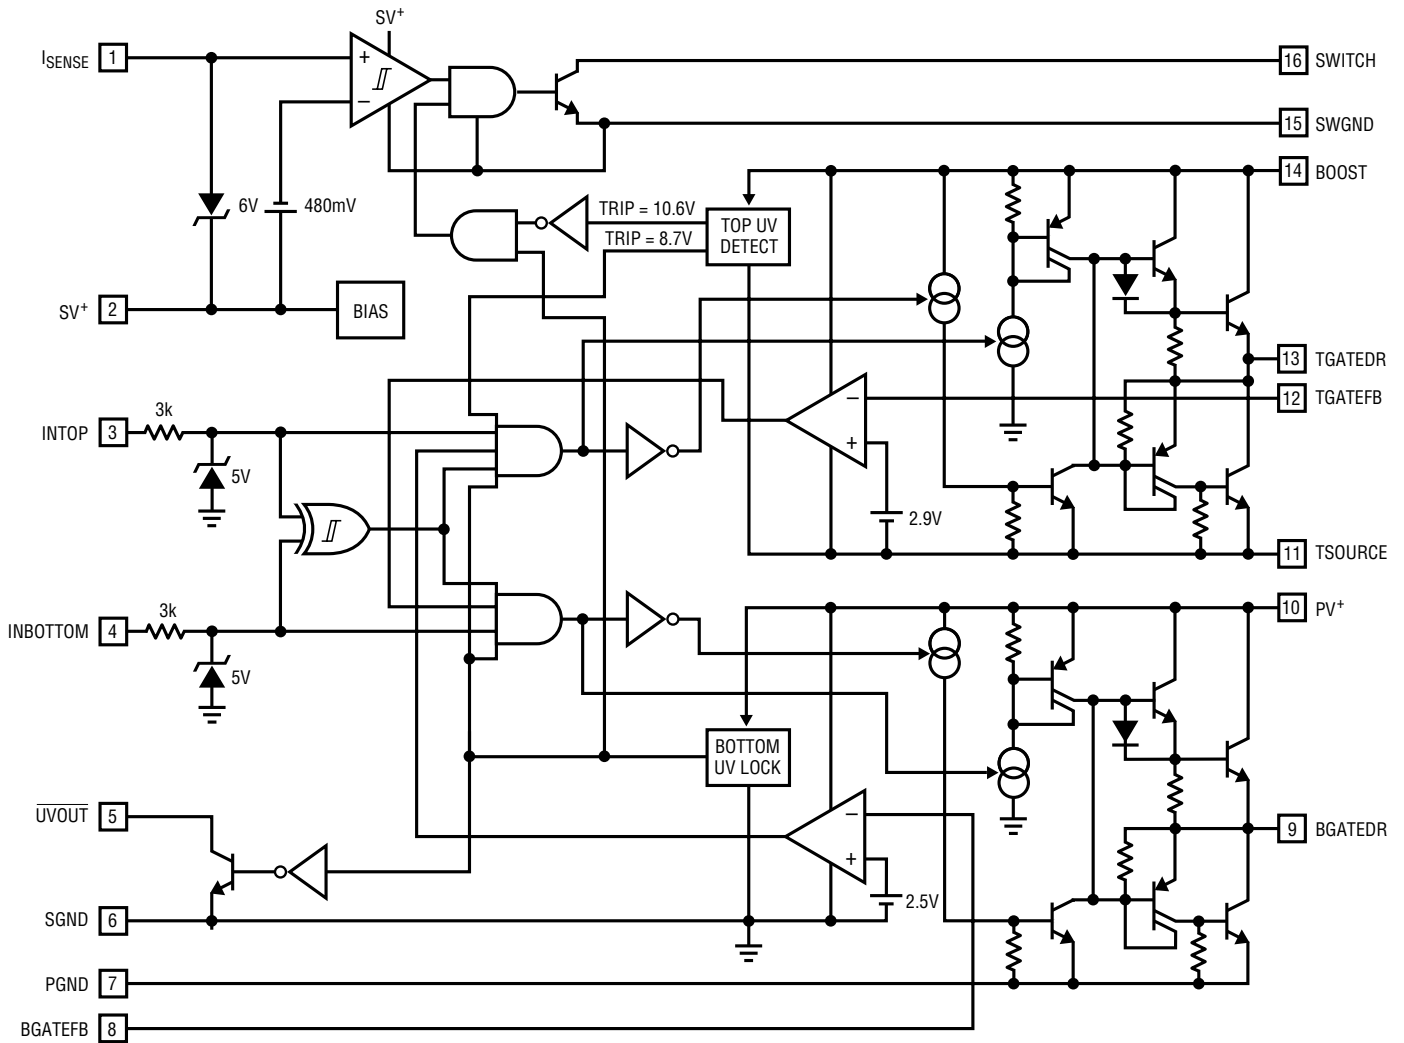 SV+
ISENSE 1
+
−
16 SWITCH
15 SWGND
14 BOOST
6V
480mV
TRIP = 10.6V
TRIP = 8.7V
TOP UV
DETECT
SV+ 2
BIAS
13 TGATEDR
12 TGATEFB
−
+
3k
INTOP 3
5V
2.9V
11 TSOURCE
3k
INBOTTOM 4
5V
10 PV+
BOTTOM
UV LOCK
UVOUT 5
−
+
9 BGATEDR
2.5V
SGND 6
PGND 7
BGATEFB 8